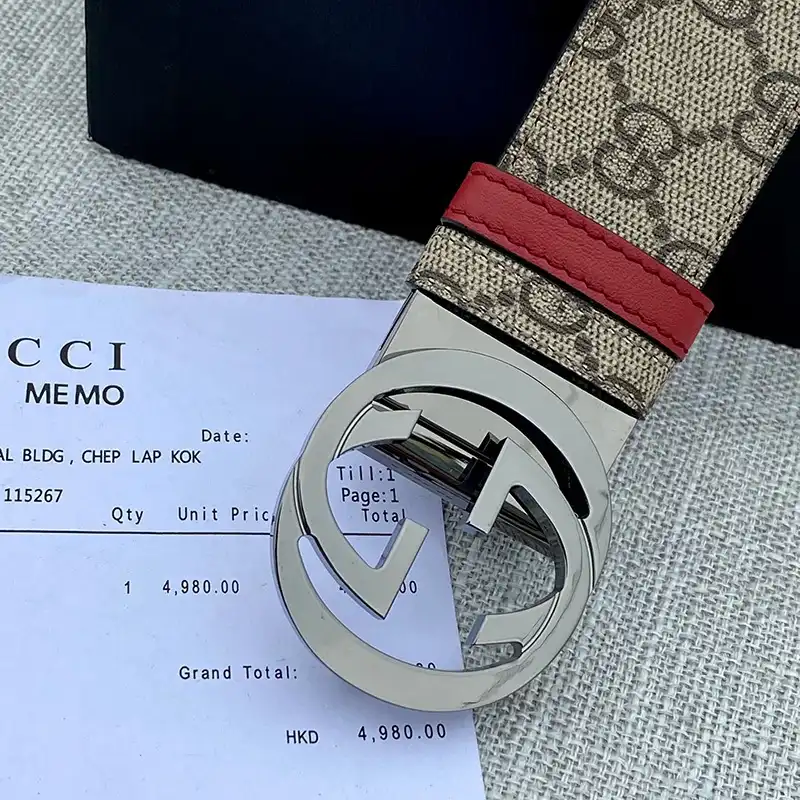 CCI
MEMO
Date:
AL BLDG, CHEP LAP KOK
Till:1
115267
Page:1
Qty Unit Pric Total
1 4,980.00 00
Grand Total:
HKD 4,980.00